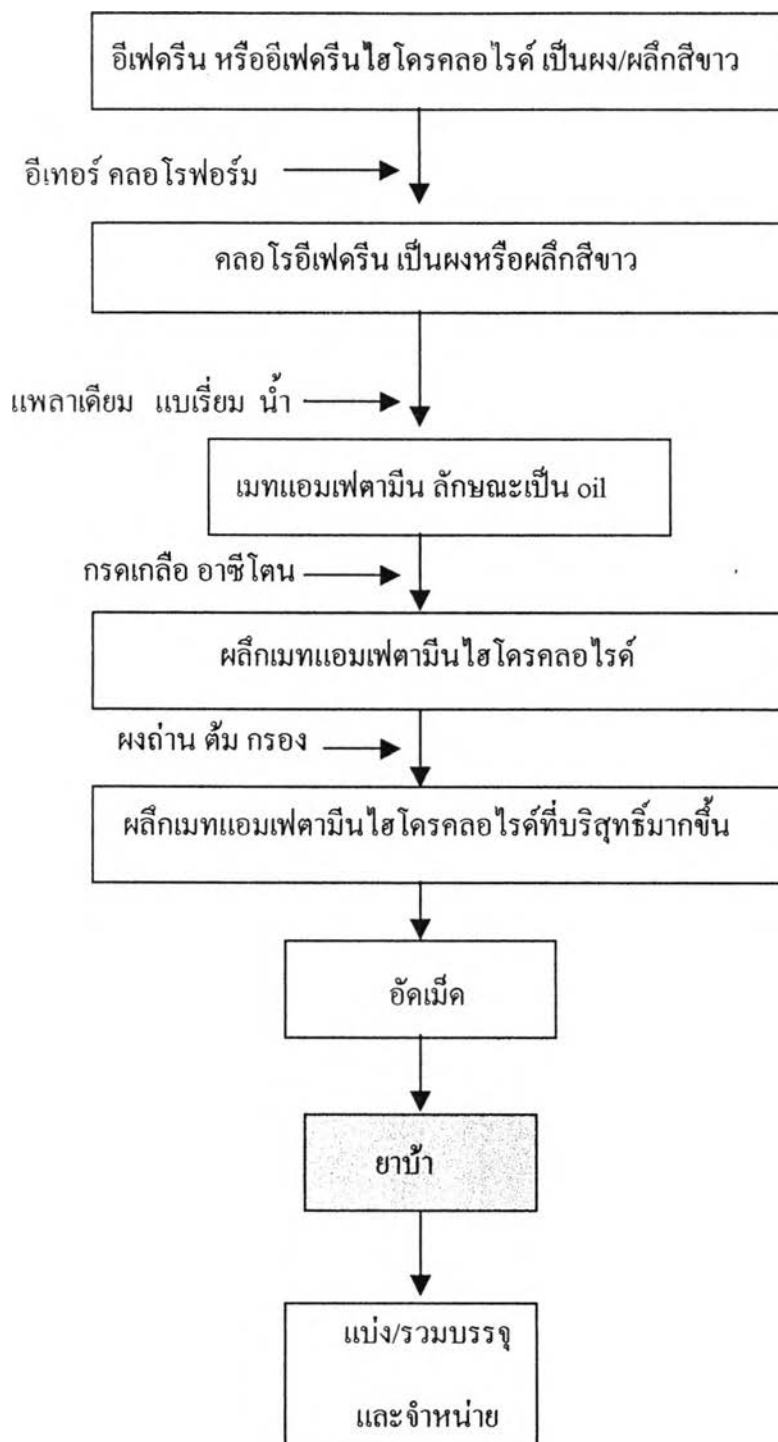 อีเฟดรีน หรืออีเฟดรีนไฮโดรคลอไรด์ เป็นผง/ผลึกสีขาว
อีเทอร์ คลอโรฟอร์ม
คลอโรอีเฟดรีน เป็นผงหรือผลึกสีขาว
แพลาเดียม แบเรี่ยม น้ำ
เมทแอมเฟตามีน ลักษณะเป็น oil
กรดเกลือ อาซีโตน
ผลึกเมทแอมเฟตามีนไฮโดรคลอไรด์
ผงถ่าน ต้ม กรอง
ผลึกเมทแอมเฟตามีนไฮโดรคลอไรด์ที่บริสุทธิ์มากขึ้น
อัดเม็ด
ยาบ้า
แบ่ง/รวมบรรจุ
และจำหน่าย